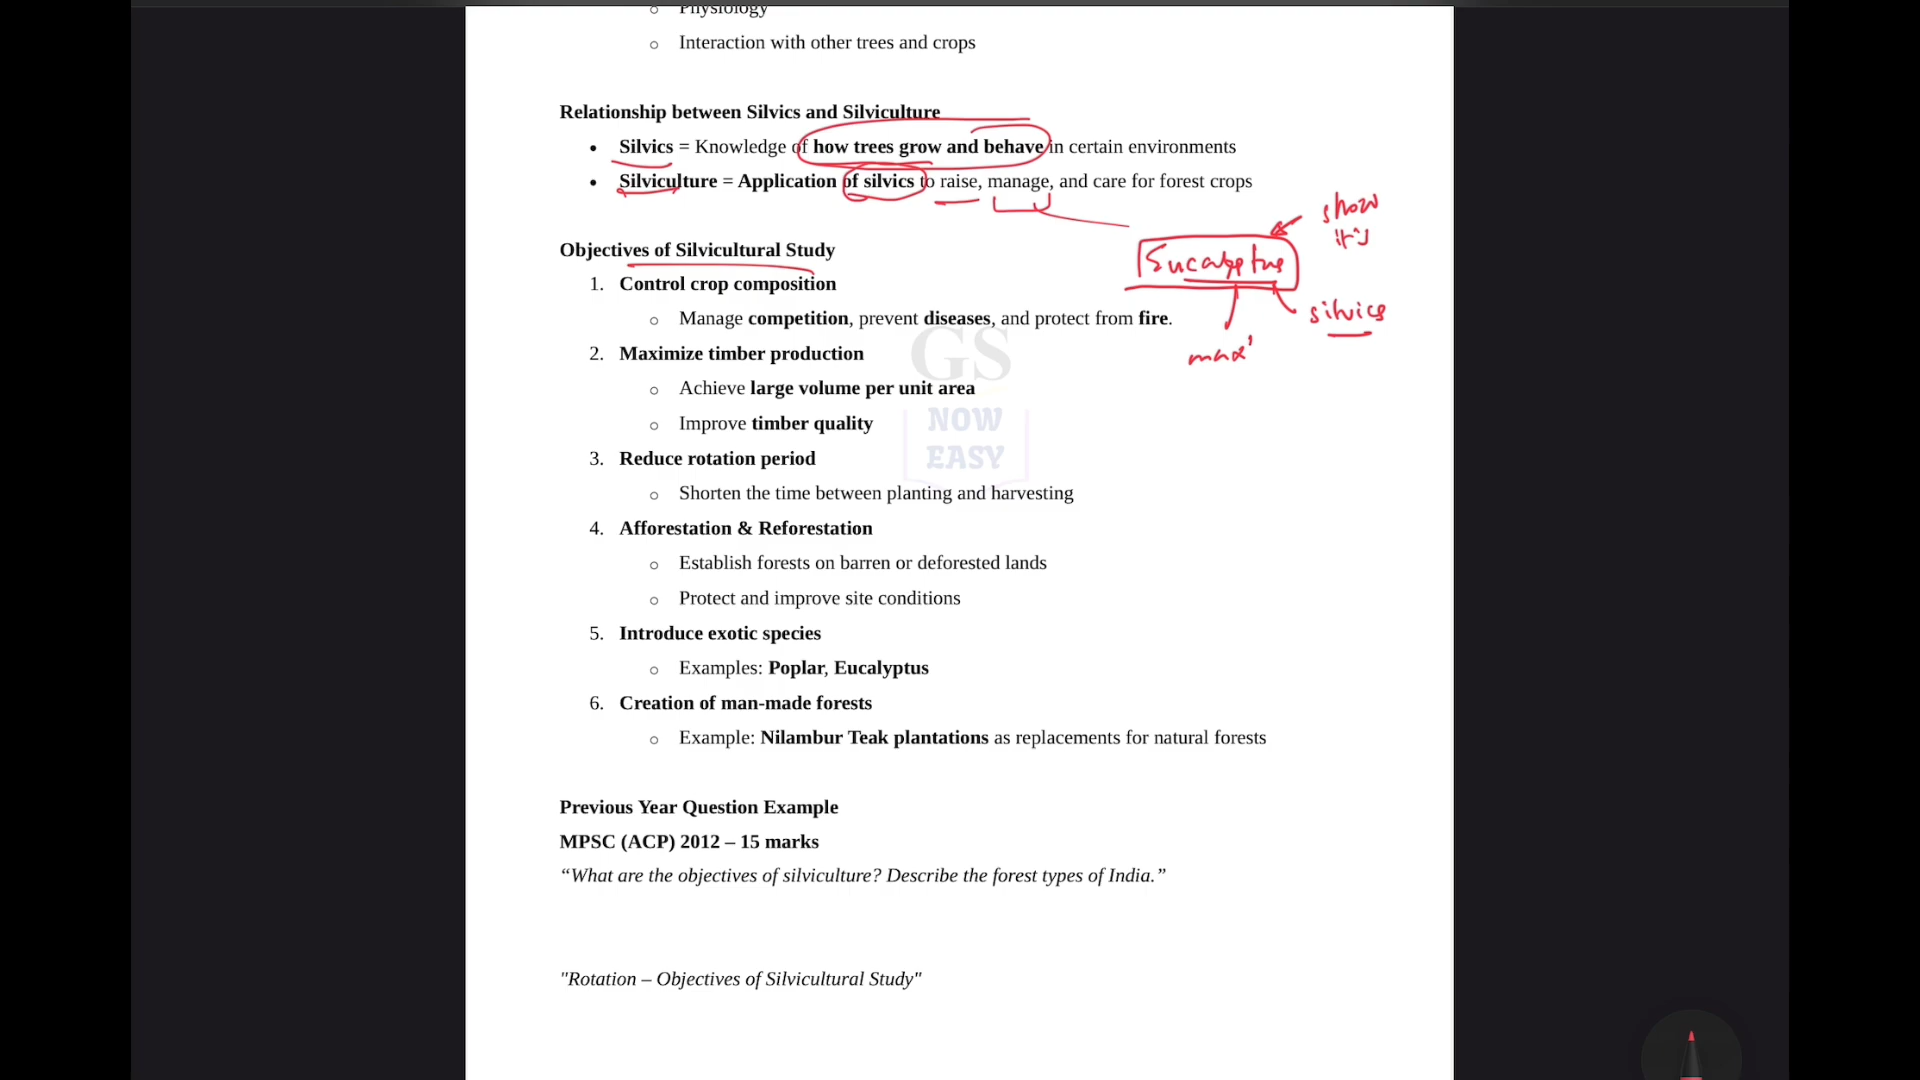 Physiology
Interaction with other trees and crops
Relationship between Silvics and Silviculture
Silvics = Knowledge of how trees grow and behave in certain environments
Silviculture = Application of silvics to raise, manage, and care for forest crops
show
it's
Eucalyptus
silvics
Objectives of Silvicultural Study
1. Control crop composition
Manage competition, prevent diseases, and protect from fire.
2. Maximize timber production
Achieve large volume per unit area
Improve timber quality
3. Reduce rotation period
Shorten the time between planting and harvesting
4. Afforestation & Reforestation
Establish forests on barren or deforested lands
Protect and improve site conditions
5. Introduce exotic species
Examples: Poplar, Eucalyptus
6. Creation of man-made forests
Example: Nilambur Teak plantations as replacements for natural forests
GS
NOW
EASY
Previous Year Question Example
MPSC (ACP) 2012 – 15 marks
“What are the objectives of silviculture? Describe the forest types of India.”
"Rotation – Objectives of Silvicultural Study"